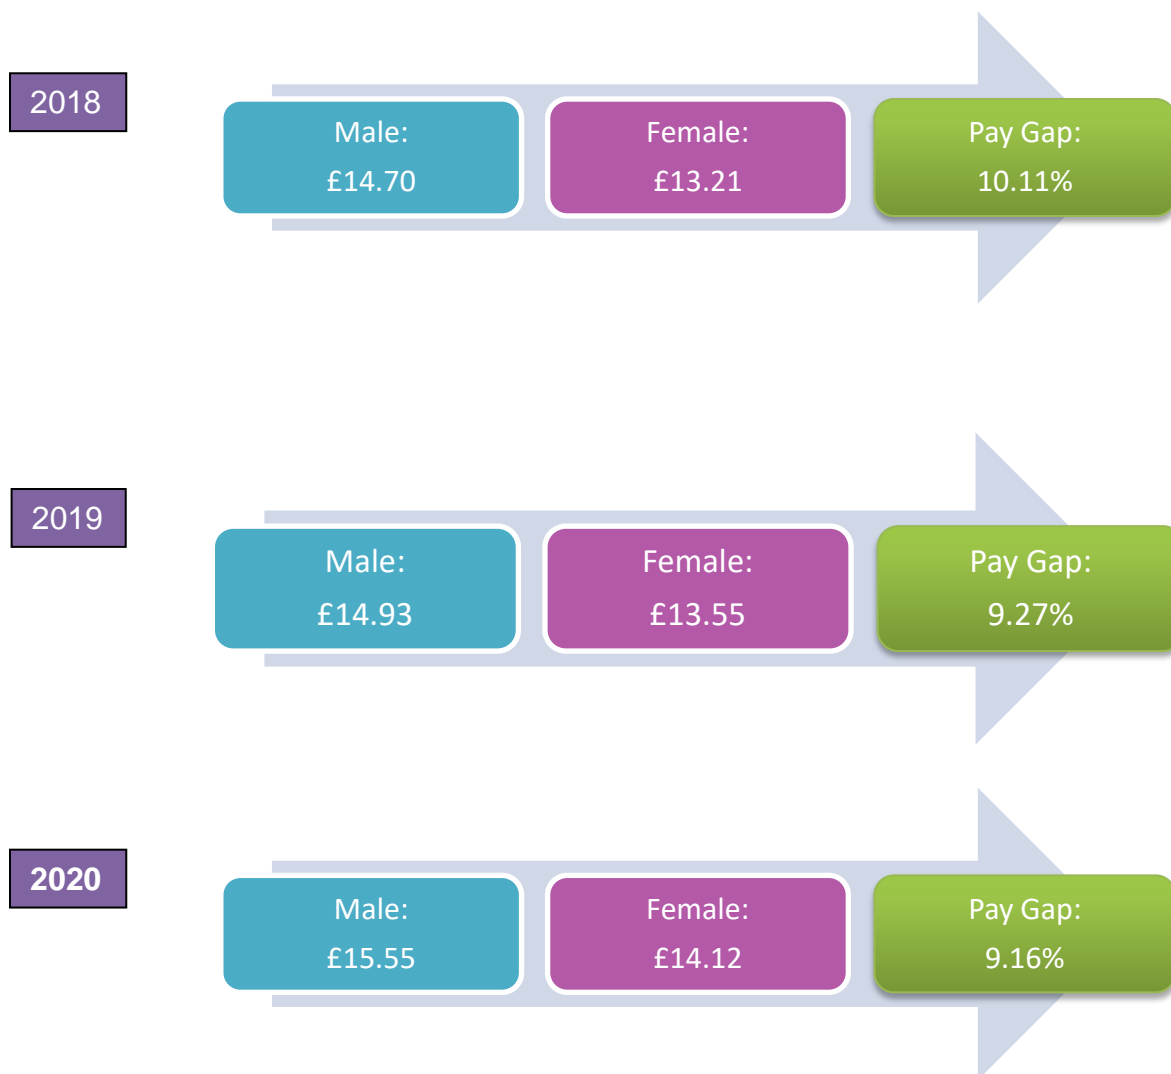 2018
Male:
£14.70
Female:
£13.21
Pay Gap:
10.11%
2019
Male:
£14.93
Female:
£13.55
Pay Gap:
9.27%
2020
Male:
£15.55
Female:
£14.12
Pay Gap:
9.16%